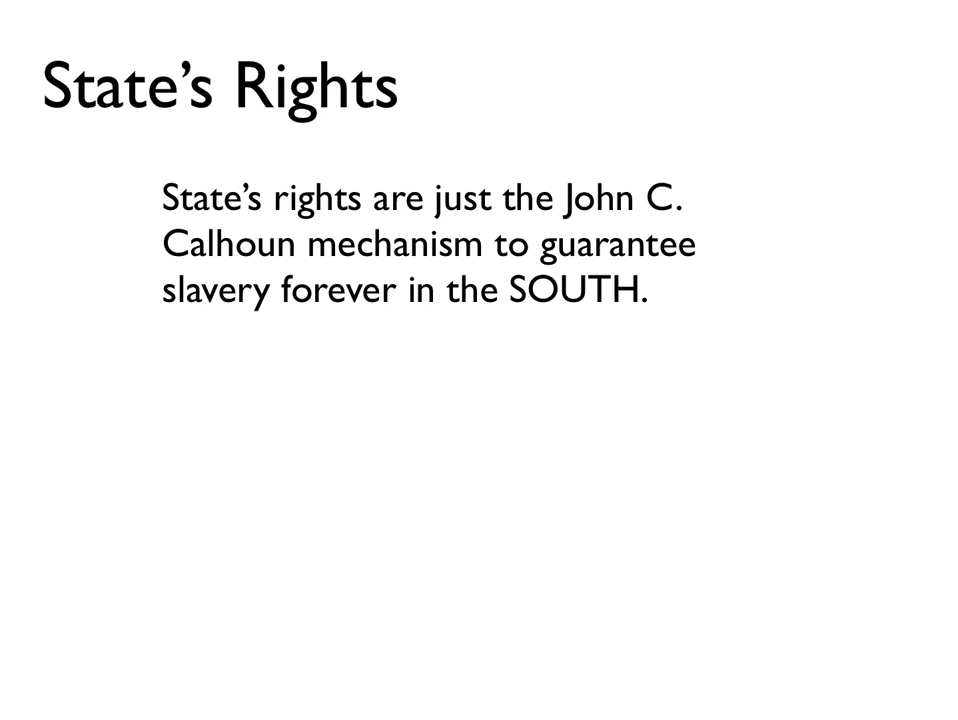 State’s Rights
State’s rights are just the John C.
Calhoun mechanism to guarantee
slavery forever in the SOUTH.